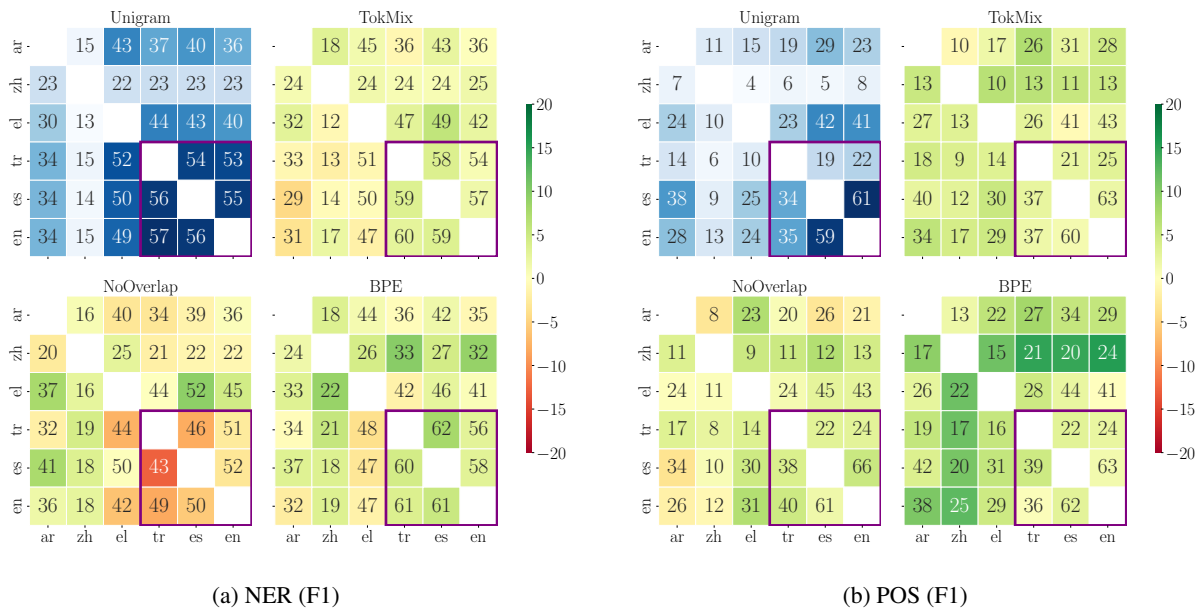 Unigram TokMix Unigram TokMix
ar 15 43 37 40 36 18 45 36 43 36 ar 11 15 19 29 23 10 17 26 31 28
zh 23 22 23 23 23 24 24 24 24 25 zh 7 4 6 5 8 13 10 13 11 13
el 30 13 44 43 40 32 12 47 49 42 el 24 10 23 42 41 27 13 26 41 43
tr 34 15 52 54 53 33 13 51 58 54 tr 14 6 10 19 22 18 9 14 21 25
es 34 14 50 56 55 29 14 50 59 57 es 38 9 25 34 61 40 12 30 37 63
en 34 15 49 57 56 31 17 47 60 59 en 28 13 24 35 59 34 17 29 37 60
20 15 10 5 0 −5 −10 −15 −20 20 15 10 5 0 −5 −10 −15 −20
NoOverlap BPE NoOverlap BPE
ar 16 40 34 39 36 18 44 36 42 35 ar 8 23 20 26 21 13 22 27 34 29
zh 20 25 21 22 22 24 26 33 27 32 zh 11 9 11 12 13 17 15 21 20 24
el 37 16 44 52 45 33 22 42 46 41 el 24 11 24 45 43 26 22 28 44 41
tr 32 19 44 46 51 34 21 48 62 56 tr 17 8 14 22 24 19 17 16 22 24
es 41 18 50 43 52 37 18 47 60 58 es 34 10 30 38 66 42 20 31 39 63
en 36 18 42 49 50 32 19 47 61 61 en 26 12 31 40 61 38 25 29 36 62
ar zh el tr es en ar zh el tr es en ar zh el tr es en ar zh el tr es en
(a) NER (F1) (b) POS (F1)